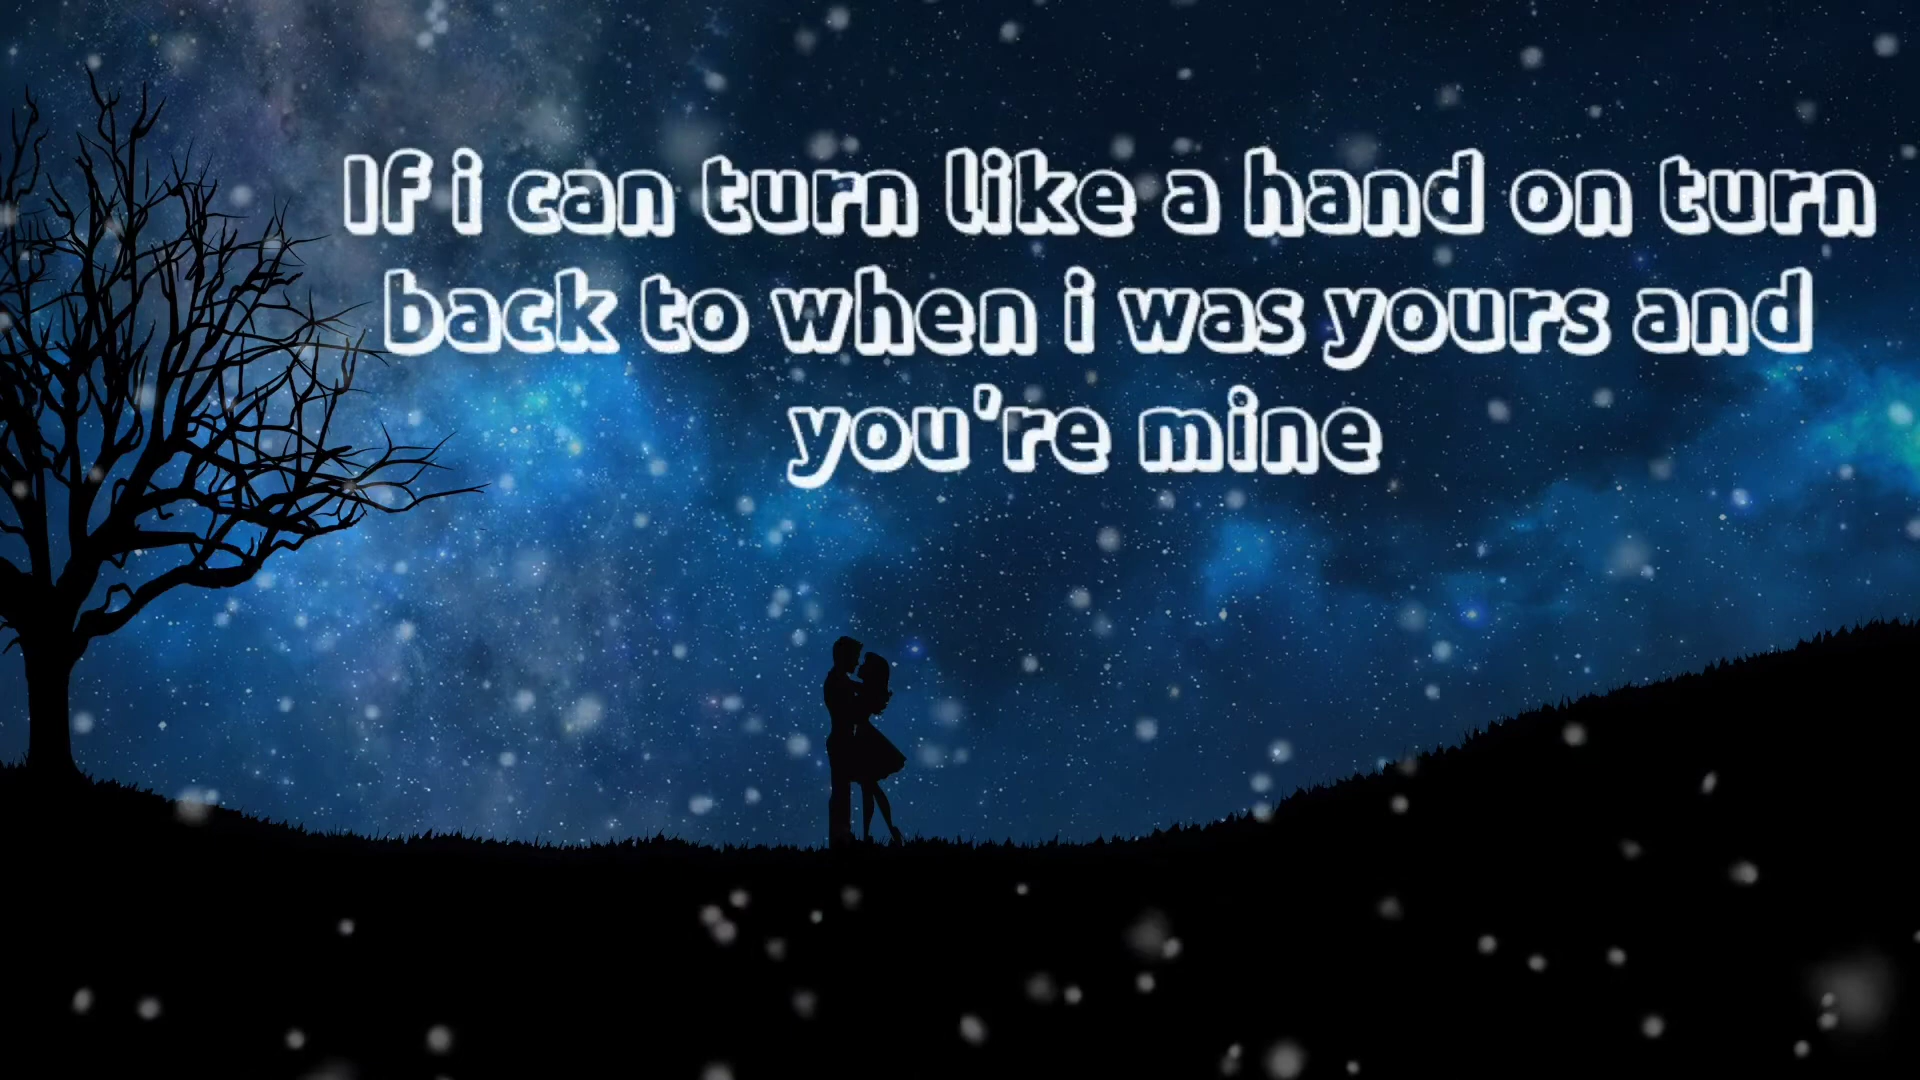 If i can turn like a hand on turn
back to when i was yours and
you're mine